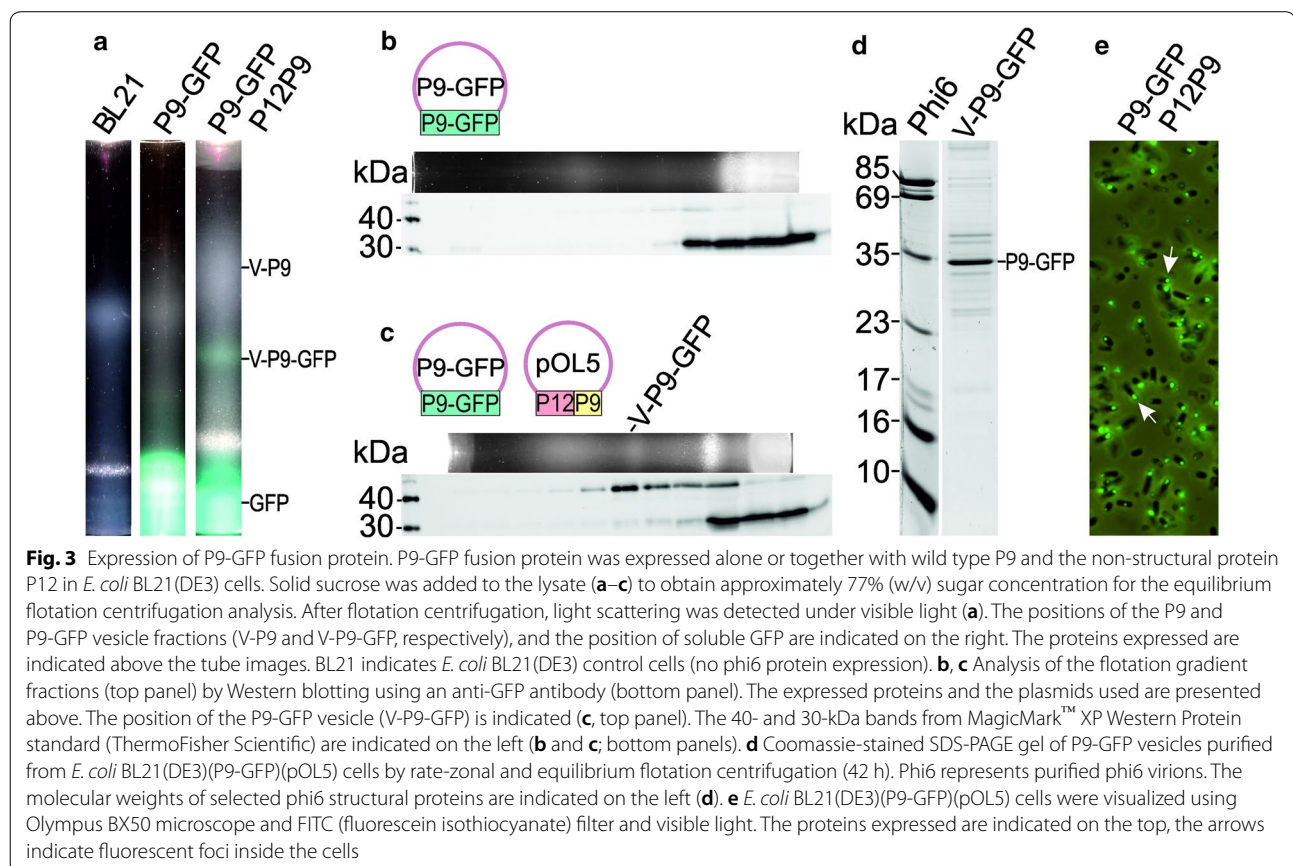 a
BL21
P9-GFP
P9-GFP
P12P9
V-P9
V-P9-GFP
GFP
b
P9-GFP
P9-GFP
kDa
40
30
c
P9-GFP
P9-GFP
pOL5
P12 P9
V-P9-GFP
kDa
40
30
d
kDa
Phi6
V-P9-GFP
85
69
35
23
17
16
10
P9-GFP
e
P9-GFP
P12P9
Fig. 3 Expression of P9-GFP fusion protein. P9-GFP fusion protein was expressed alone or together with wild type P9 and the non-structural protein
P12 in E. coli BL21(DE3) cells. Solid sucrose was added to the lysate (a–c) to obtain approximately 77% (w/v) sugar concentration for the equilibrium
flotation centrifugation analysis. After flotation centrifugation, light scattering was detected under visible light (a). The positions of the P9 and
P9-GFP vesicle fractions (V-P9 and V-P9-GFP, respectively), and the position of soluble GFP are indicated on the right. The proteins expressed are
indicated above the tube images. BL21 indicates E. coli BL21(DE3) control cells (no phi6 protein expression). b, c Analysis of the flotation gradient
fractions (top panel) by Western blotting using an anti-GFP antibody (bottom panel). The expressed proteins and the plasmids used are presented
above. The position of the P9-GFP vesicle (V-P9-GFP) is indicated (c, top panel). The 40- and 30-kDa bands from MagicMark™ XP Western Protein
standard (ThermoFisher Scientific) are indicated on the left (b and c; bottom panels). d Coomassie-stained SDS-PAGE gel of P9-GFP vesicles purified
from E. coli BL21(DE3)(P9-GFP)(pOL5) cells by rate-zonal and equilibrium flotation centrifugation (42 h). Phi6 represents purified phi6 virions. The
molecular weights of selected phi6 structural proteins are indicated on the left (d). e E. coli BL21(DE3)(P9-GFP)(pOL5) cells were visualized using
Olympus BX50 microscope and FITC (fluorescein isothiocyanate) filter and visible light. The proteins expressed are indicated on the top, the arrows
indicate fluorescent foci inside the cells